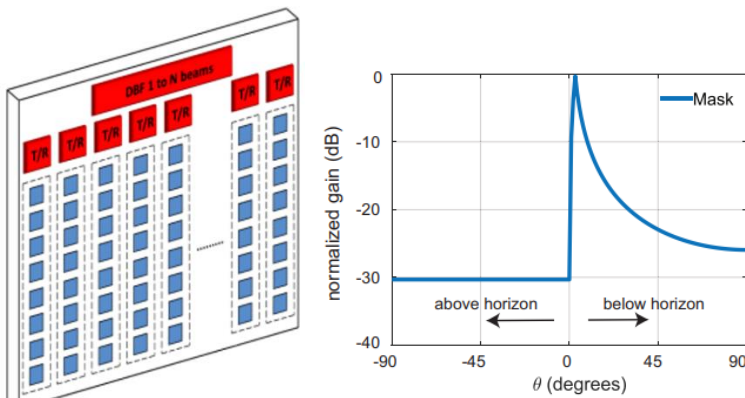 DBF 1 to N beams
T/R T/R T/R T/R T/R T/R T/R
0
-10
-20
-30
-40
normalized gain (dB)
Mask
above horizon
below horizon
-90 -45 0 45 90
θ (degrees)